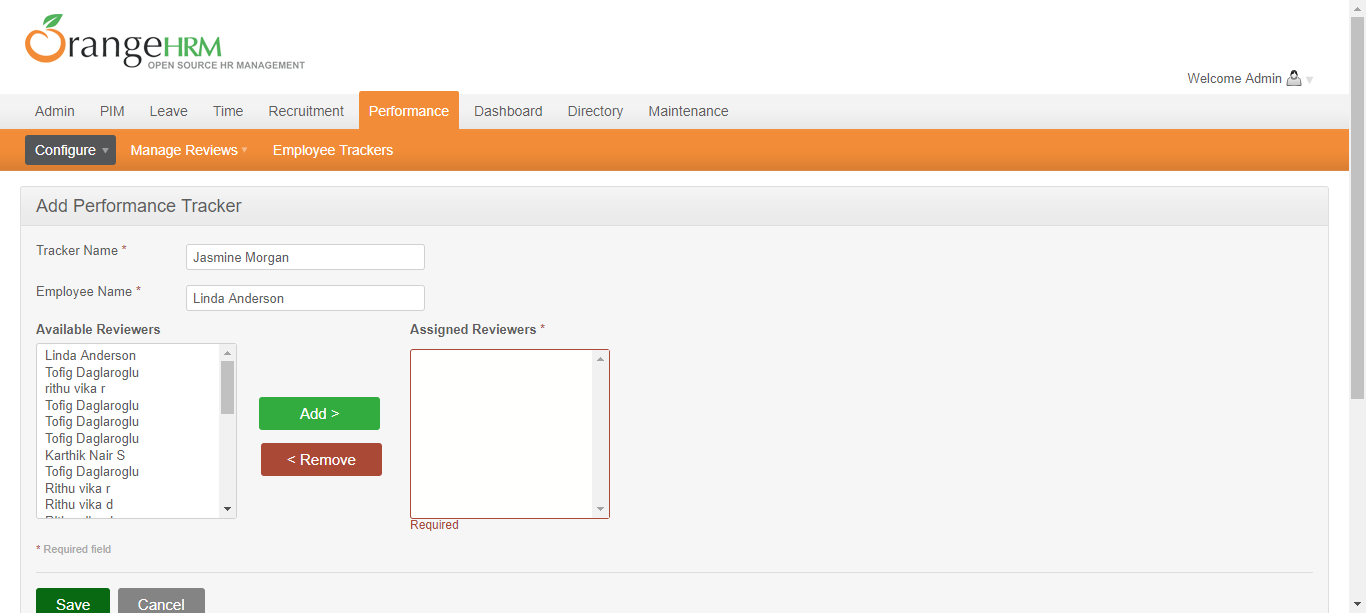 OrangeHRM
OPEN SOURCE HR MANAGEMENT
Welcome Admin
Admin PIM Leave Time Recruitment Performance Dashboard Directory Maintenance
Configure Manage Reviews Employee Trackers
Add Performance Tracker
Tracker Name * Jasmine Morgan
Employee Name * Linda Anderson
Available Reviewers Assigned Reviewers *
Linda Anderson
Tofig Daglaroglu
rithu vika r
Tofig Daglaroglu
Tofig Daglaroglu
Tofig Daglaroglu
Karthik Nair S
Tofig Daglaroglu
Rithu vika r
Rithu vika d
Add >
< Remove
Required
* Required field
Save Cancel